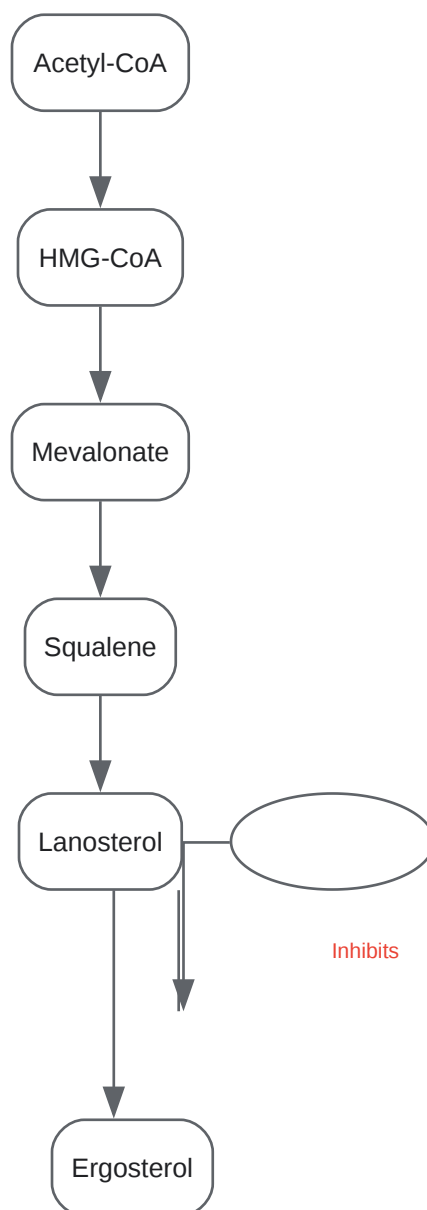 Acetyl-CoA
HMG-CoA
Mevalonate
Squalene
Lanosterol
Inhibits
Ergosterol